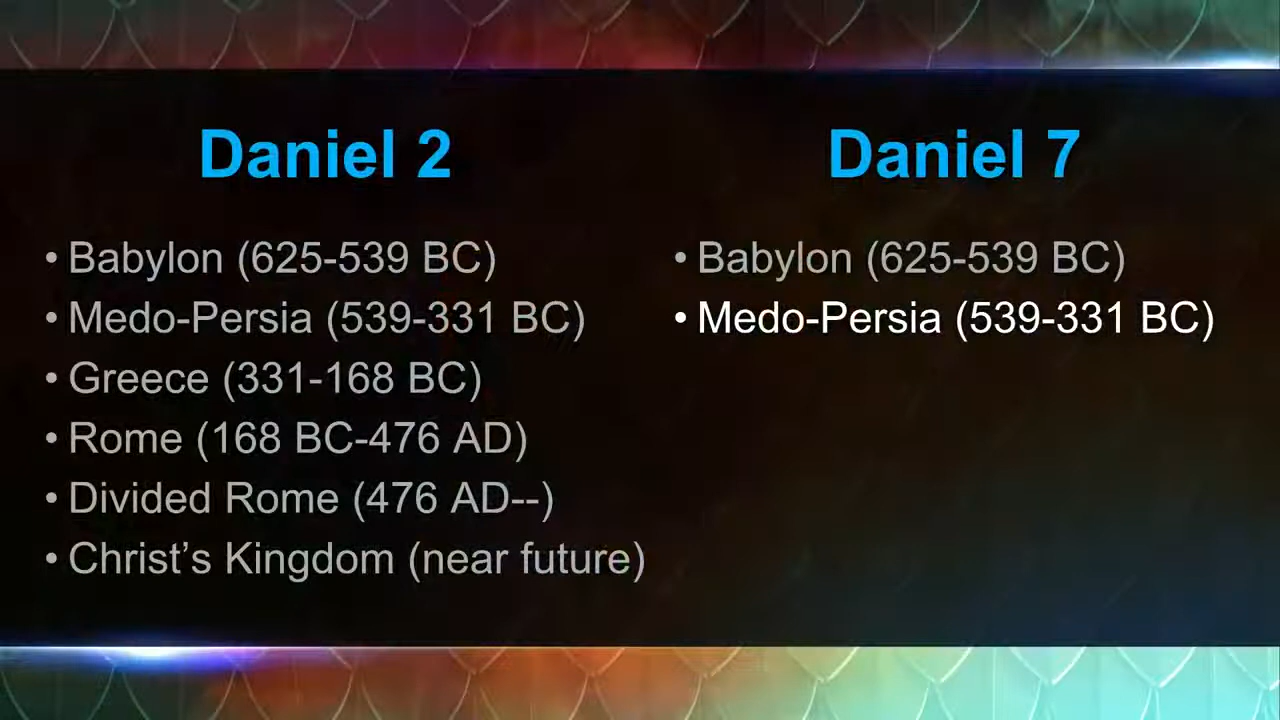 Daniel 2
• Babylon (625-539 BC)
• Medo-Persia (539-331 BC)
• Greece (331-168 BC)
• Rome (168 BC-476 AD)
• Divided Rome (476 AD--)
• Christ’s Kingdom (near future)
Daniel 7
• Babylon (625-539 BC)
• Medo-Persia (539-331 BC)